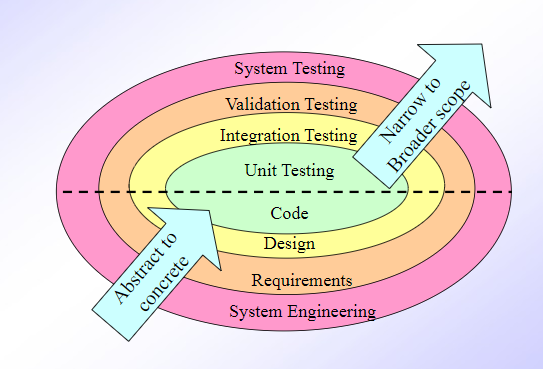 System Testing
Validation Testing
Integration Testing
Unit Testing
Code
Design
Requirements
System Engineering
Narrow to
Broader scope
Abstract to
concrete